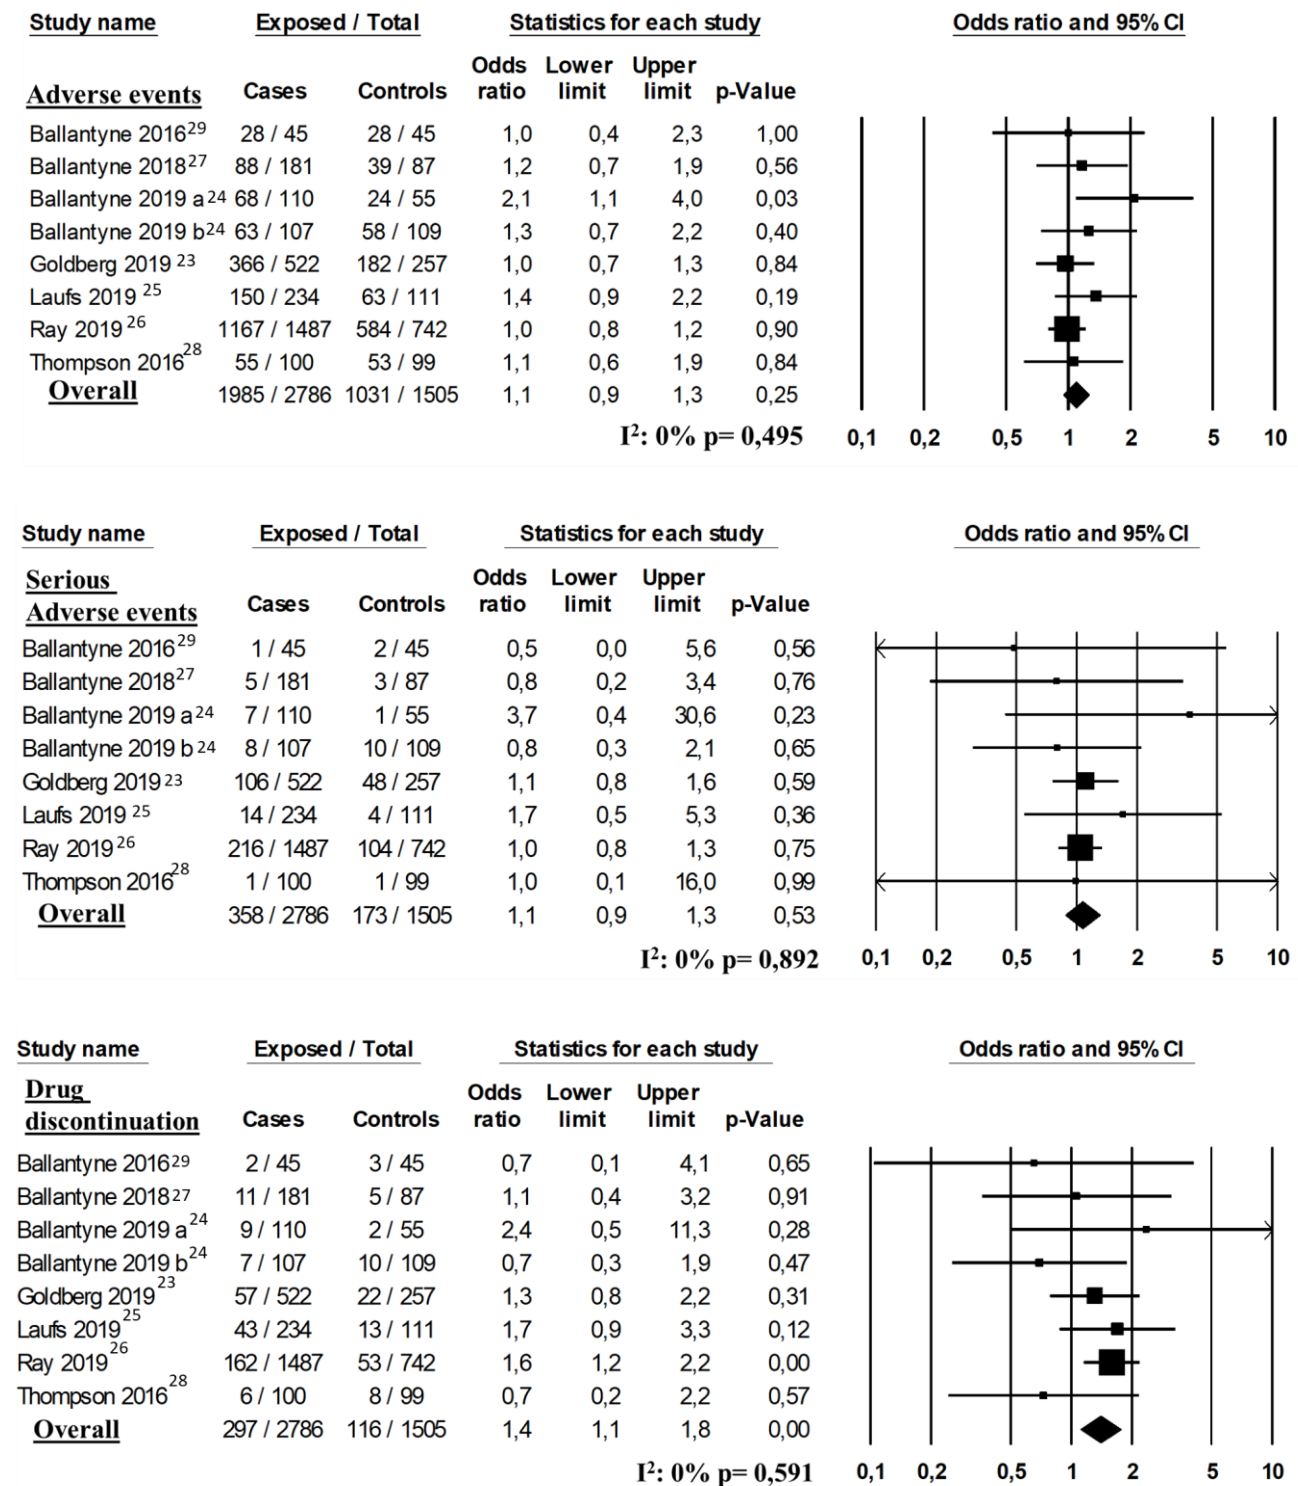 Study name Exposed / Total Statistics for each study Odds ratio and 95% CI
Odds Lower Upper
Adverse events Cases Controls ratio limit limit p-Value
Ballantyne 2016²⁹ 28 / 45 28 / 45 1,0 0,4 2,3 1,00
Ballantyne 2018²⁷ 88 / 181 39 / 87 1,2 0,7 1,9 0,56
Ballantyne 2019 a²⁴ 68 / 110 24 / 55 2,1 1,1 4,0 0,03
Ballantyne 2019 b²⁴ 63 / 107 58 / 109 1,3 0,7 2,2 0,40
Goldberg 2019 ²³ 366 / 522 182 / 257 1,0 0,7 1,3 0,84
Laufs 2019 ²⁵ 150 / 234 63 / 111 1,4 0,9 2,2 0,19
Ray 2019 ²⁶ 1167 / 1487 584 / 742 1,0 0,8 1,2 0,90
Thompson 2016²⁸ 55 / 100 53 / 99 1,1 0,6 1,9 0,84
Overall 1985 / 2786 1031 / 1505 1,1 0,9 1,3 0,25
I²: 0% p= 0,495 0,1 0,2 0,5 1 2 5 10
Study name Exposed / Total Statistics for each study Odds ratio and 95% CI
Serious Odds Lower Upper
Adverse events Cases Controls ratio limit limit p-Value
Ballantyne 2016²⁹ 1 / 45 2 / 45 0,5 0,0 5,6 0,56
Ballantyne 2018²⁷ 5 / 181 3 / 87 0,8 0,2 3,4 0,76
Ballantyne 2019 a²⁴ 7 / 110 1 / 55 3,7 0,4 30,6 0,23
Ballantyne 2019 b²⁴ 8 / 107 10 / 109 0,8 0,3 2,1 0,65
Goldberg 2019²³ 106 / 522 48 / 257 1,1 0,8 1,6 0,59
Laufs 2019 ²⁵ 14 / 234 4 / 111 1,7 0,5 5,3 0,36
Ray 2019²⁶ 216 / 1487 104 / 742 1,0 0,8 1,3 0,75
Thompson 2016²⁸ 1 / 100 1 / 99 1,0 0,1 16,0 0,99
Overall 358 / 2786 173 / 1505 1,1 0,9 1,3 0,53
I²: 0% p= 0,892 0,1 0,2 0,5 1 2 5 10
Study name Exposed / Total Statistics for each study Odds ratio and 95% CI
Drug Odds Lower Upper
discontinuation Cases Controls ratio limit limit p-Value
Ballantyne 2016²⁹ 2 / 45 3 / 45 0,7 0,1 4,1 0,65
Ballantyne 2018²⁷ 11 / 181 5 / 87 1,1 0,4 3,2 0,91
Ballantyne 2019 a²⁴ 9 / 110 2 / 55 2,4 0,5 11,3 0,28
Ballantyne 2019 b²⁴ 7 / 107 10 / 109 0,7 0,3 1,9 0,47
Goldberg 2019²³ 57 / 522 22 / 257 1,3 0,8 2,2 0,31
Laufs 2019²⁵ 43 / 234 13 / 111 1,7 0,9 3,3 0,12
Ray 2019²⁶ 162 / 1487 53 / 742 1,6 1,2 2,2 0,00
Thompson 2016²⁸ 6 / 100 8 / 99 0,7 0,2 2,2 0,57
Overall 297 / 2786 116 / 1505 1,4 1,1 1,8 0,00
I²: 0% p= 0,591 0,1 0,2 0,5 1 2 5 10